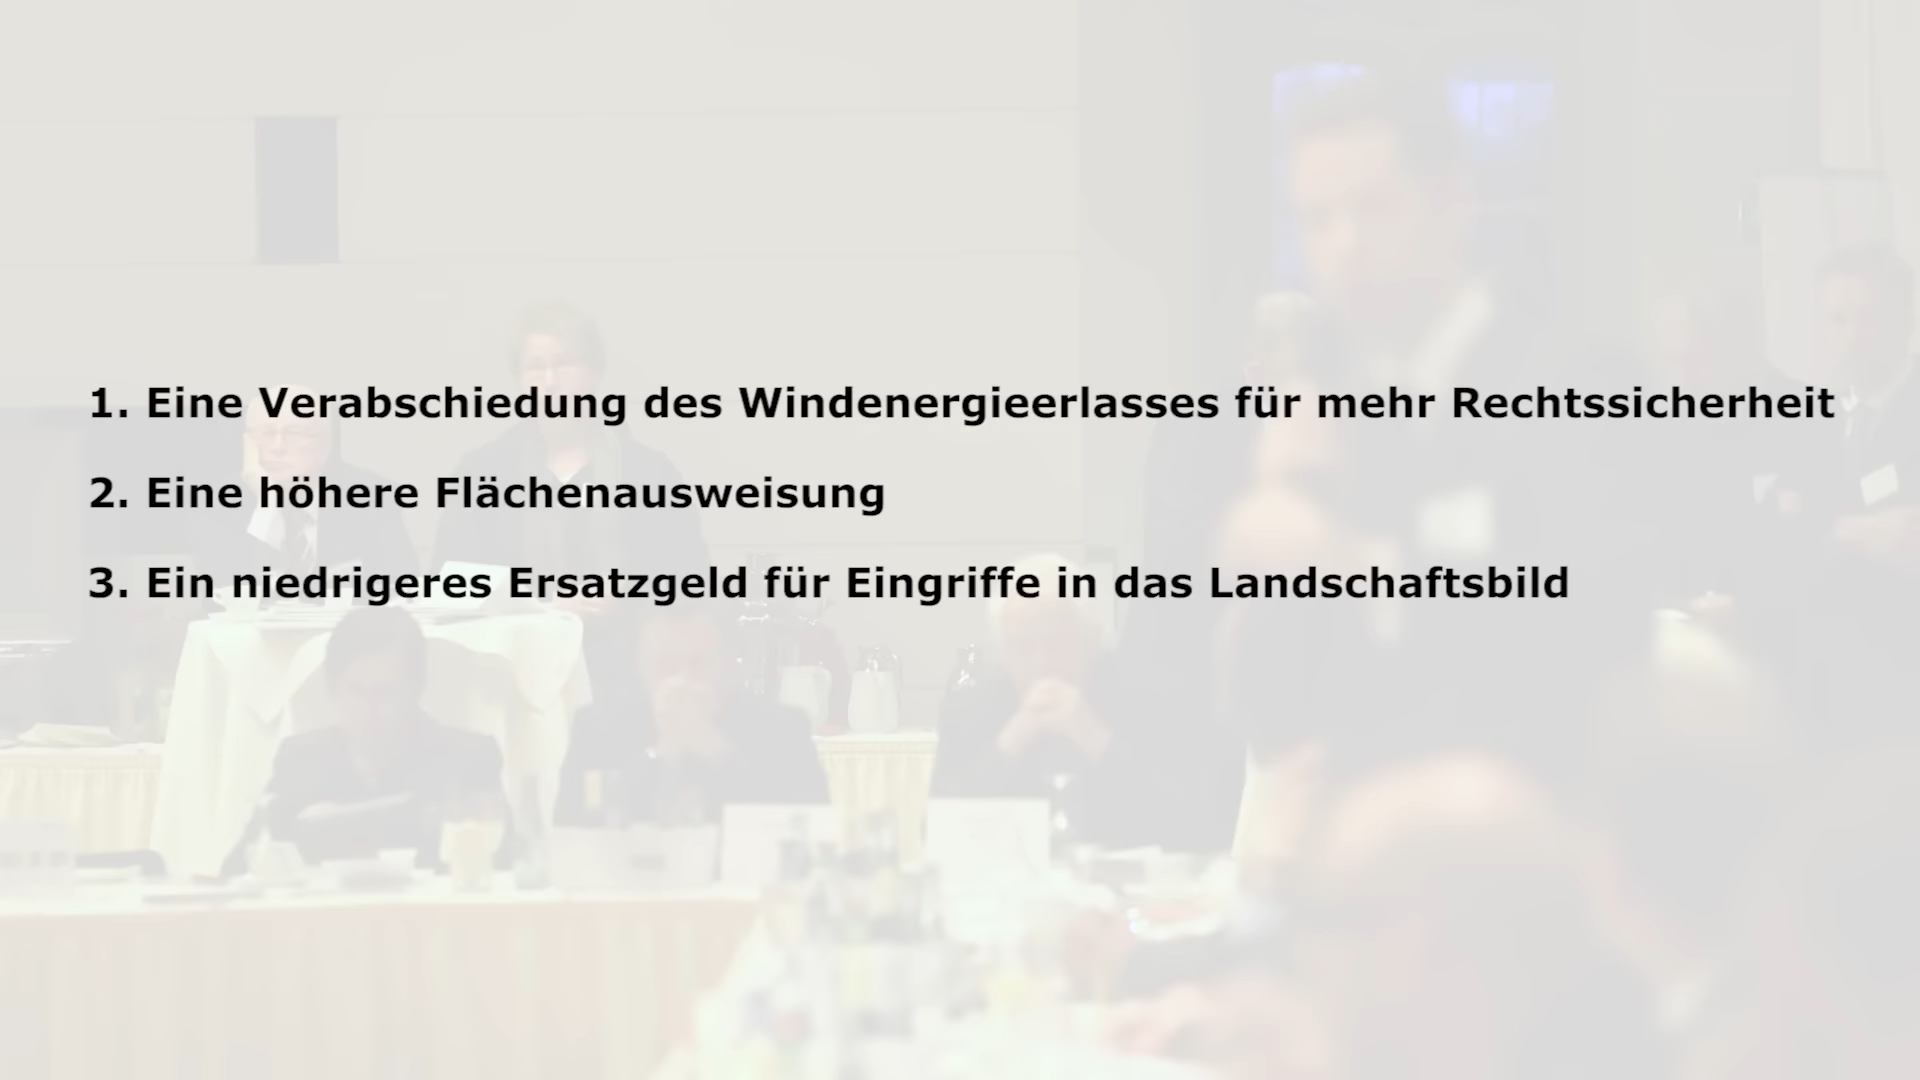 1. Eine Verabschiedung des Windenergieerlasses für mehr Rechtssicherheit
2. Eine höhere Flächenausweisung
3. Ein niedrigeres Ersatzgeld für Eingriffe in das Landschaftsbild